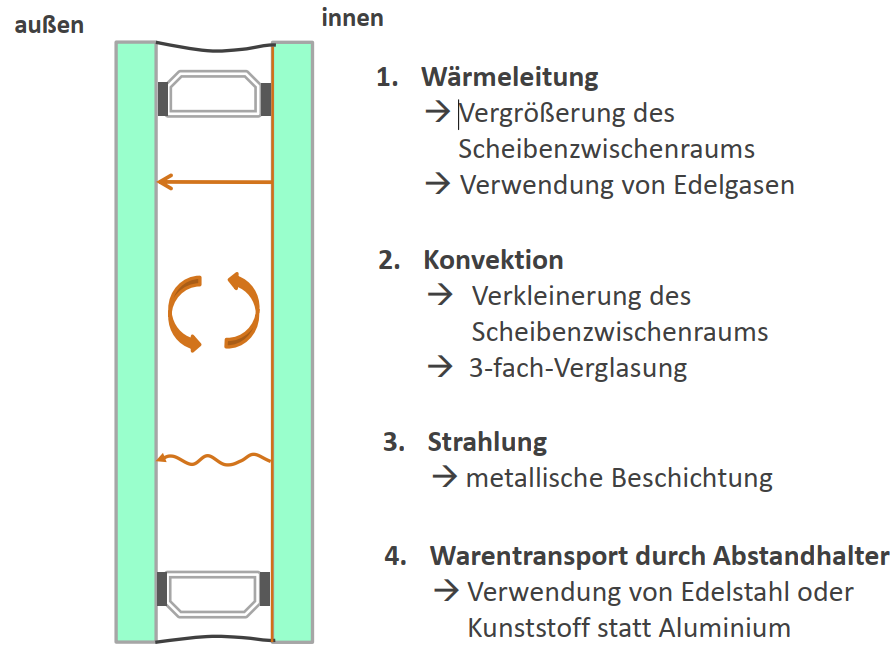 außen
innen
1. Wärmeleitung
→ Vergrößerung des
Scheibenzwischenraums
→ Verwendung von Edelgasen
2. Konvektion
→ Verkleinerung des
Scheibenzwischenraums
→ 3-fach-Verglasung
3. Strahlung
→ metallische Beschichtung
4. Warentransport durch Abstandhalter
→ Verwendung von Edelstahl oder
Kunststoff statt Aluminium